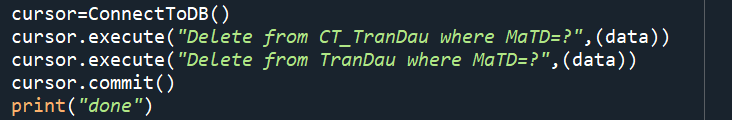 cursor=ConnectToDB()
cursor.execute("Delete from CT_TranDau where MaTD=?",(data))
cursor.execute("Delete from TranDau where MaTD=?",(data))
cursor.commit()
print("done")